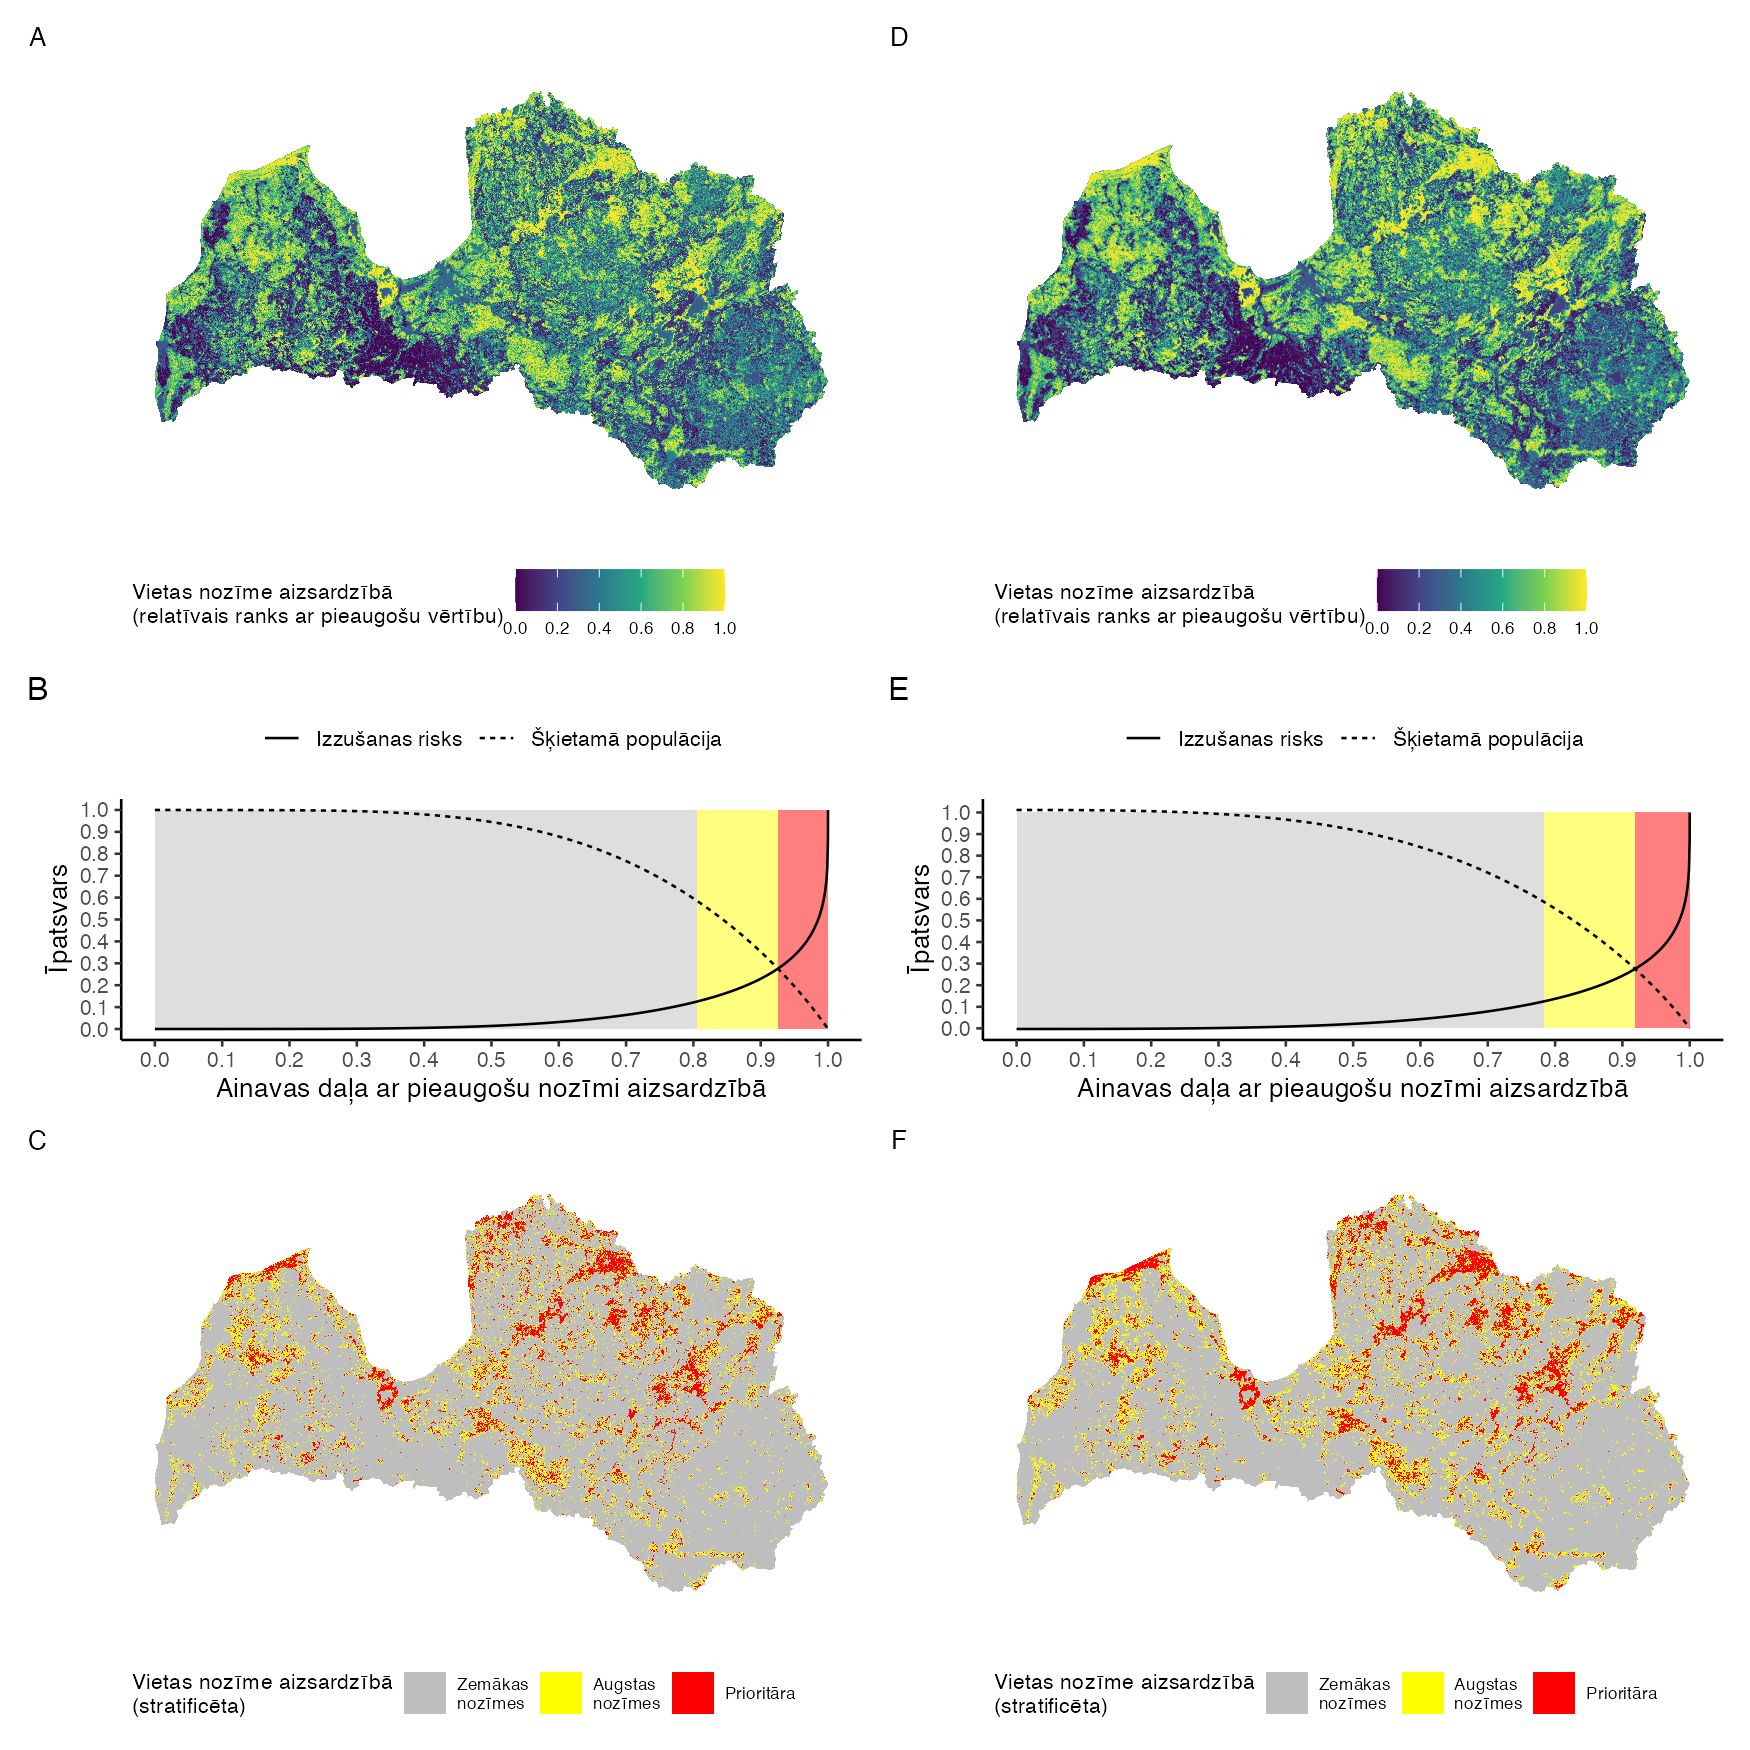 A
Vietas nozīme aizsardzībā
(relatīvais ranks ar pieaugošu vērtību)
0.0 0.2 0.4 0.6 0.8 1.0
B
Izzušanas risks Šķietamā populācija
Īpatsvars
1.0
0.9
0.8
0.7
0.6
0.5
0.4
0.3
0.2
0.1
0.0
0.0 0.1 0.2 0.3 0.4 0.5 0.6 0.7 0.8 0.9 1.0
Ainavas daļa ar pieaugošu nozīmi aizsardzībā
C
Vietas nozīme aizsardzībā
(stratificēta)
Zemākas
nozīmes
Augstas
nozīmes
Prioritāra
D
Vietas nozīme aizsardzībā
(relatīvais ranks ar pieaugošu vērtību)
0.0 0.2 0.4 0.6 0.8 1.0
E
Izzušanas risks Šķietamā populācija
Īpatsvars
1.0
0.9
0.8
0.7
0.6
0.5
0.4
0.3
0.2
0.1
0.0
0.0 0.1 0.2 0.3 0.4 0.5 0.6 0.7 0.8 0.9 1.0
Ainavas daļa ar pieaugošu nozīmi aizsardzībā
F
Vietas nozīme aizsardzībā
(stratificēta)
Zemākas
nozīmes
Augstas
nozīmes
Prioritāra